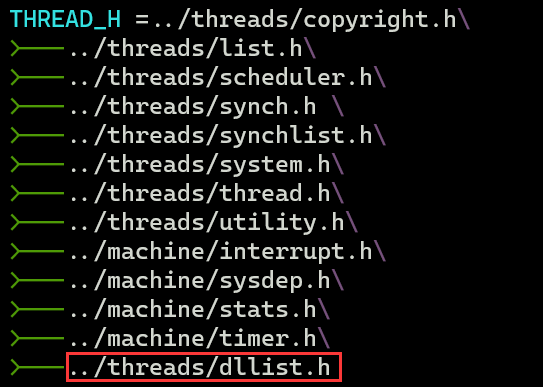 THREAD_H =../threads/copyright.h\
../threads/list.h\
../threads/scheduler.h\
../threads/synch.h \
../threads/synchlist.h\
../threads/system.h\
../threads/thread.h\
../threads/utility.h\
../machine/interrupt.h\
../machine/sysdep.h\
../machine/stats.h\
../machine/timer.h\
../threads/dllist.h